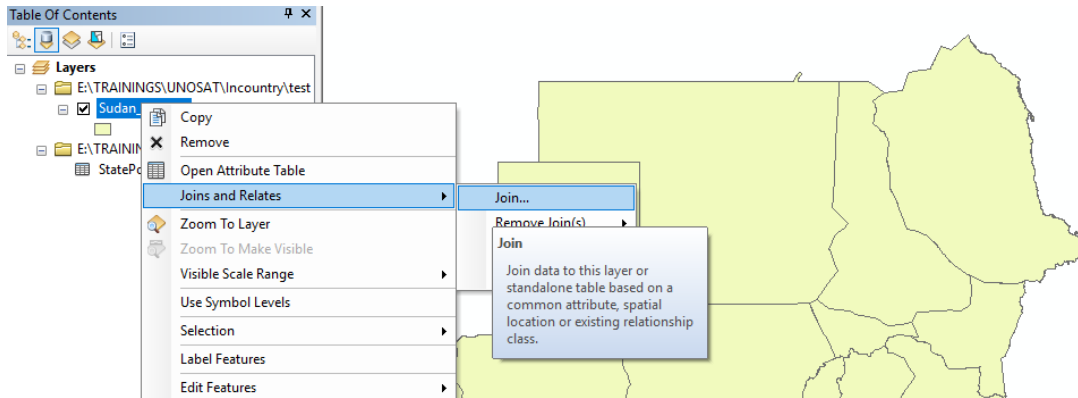 Table Of Contents
Layers
E:\TRAININGS\UNOSAT\Incountry\test
Sudan_
Copy
Remove
E:\TRAININ
StatePo
Open Attribute Table
Joins and Relates
Join...
Zoom To Layer
Remove Join(s)
Zoom To Make Visible
Join
Visible Scale Range
Join data to this layer or
standalone table based on a
common attribute, spatial
location or existing relationship
class.
Use Symbol Levels
Selection
Label Features
Edit Features